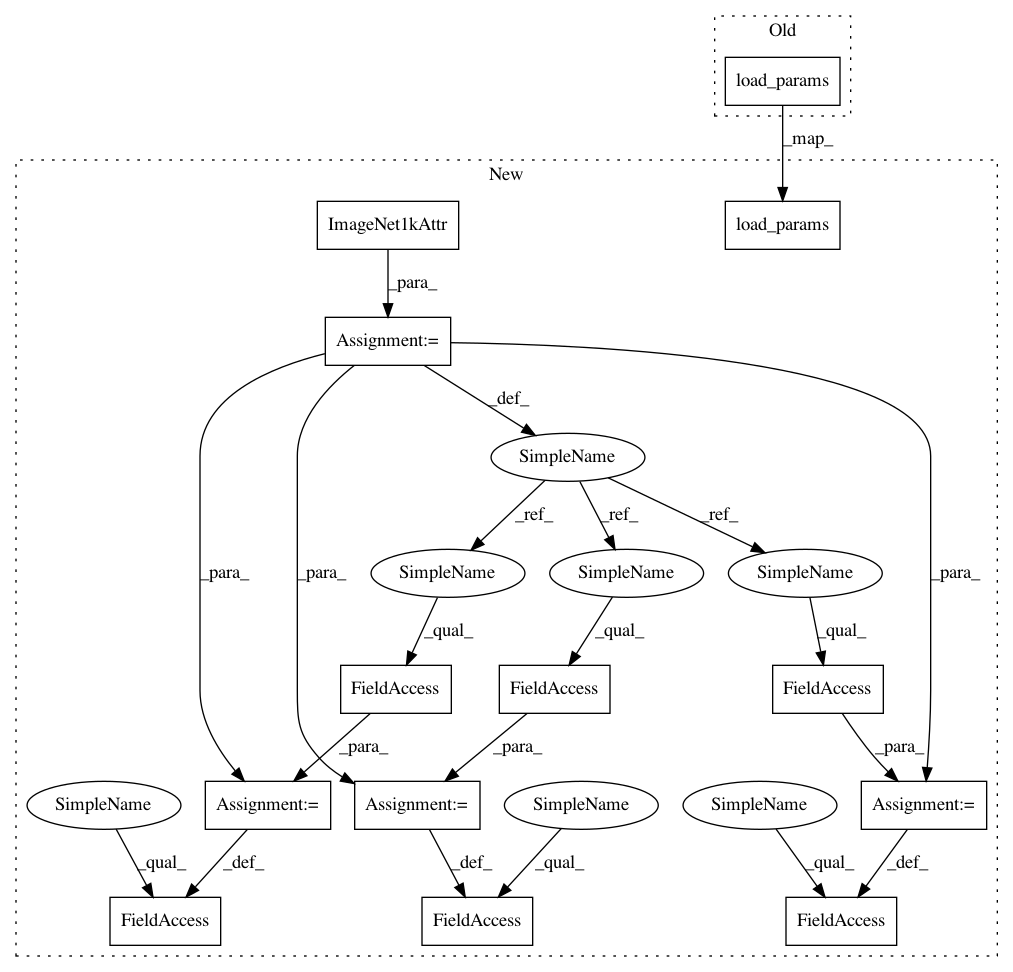 Old
load_params
_map_
New
ImageNet1kAttr
load_params
_para_
Assignment:=
_def_
SimpleName
_ref_
_ref_
_ref_
SimpleName
SimpleName
SimpleName
_para_
_para_
_para_
_qual_
_qual_
_qual_
FieldAccess
FieldAccess
FieldAccess
_para_
_para_
_para_
SimpleName
Assignment:=
Assignment:=
SimpleName
SimpleName
Assignment:=
_qual_
_def_
_def_
_qual_
_qual_
_def_
FieldAccess
FieldAccess
FieldAccess